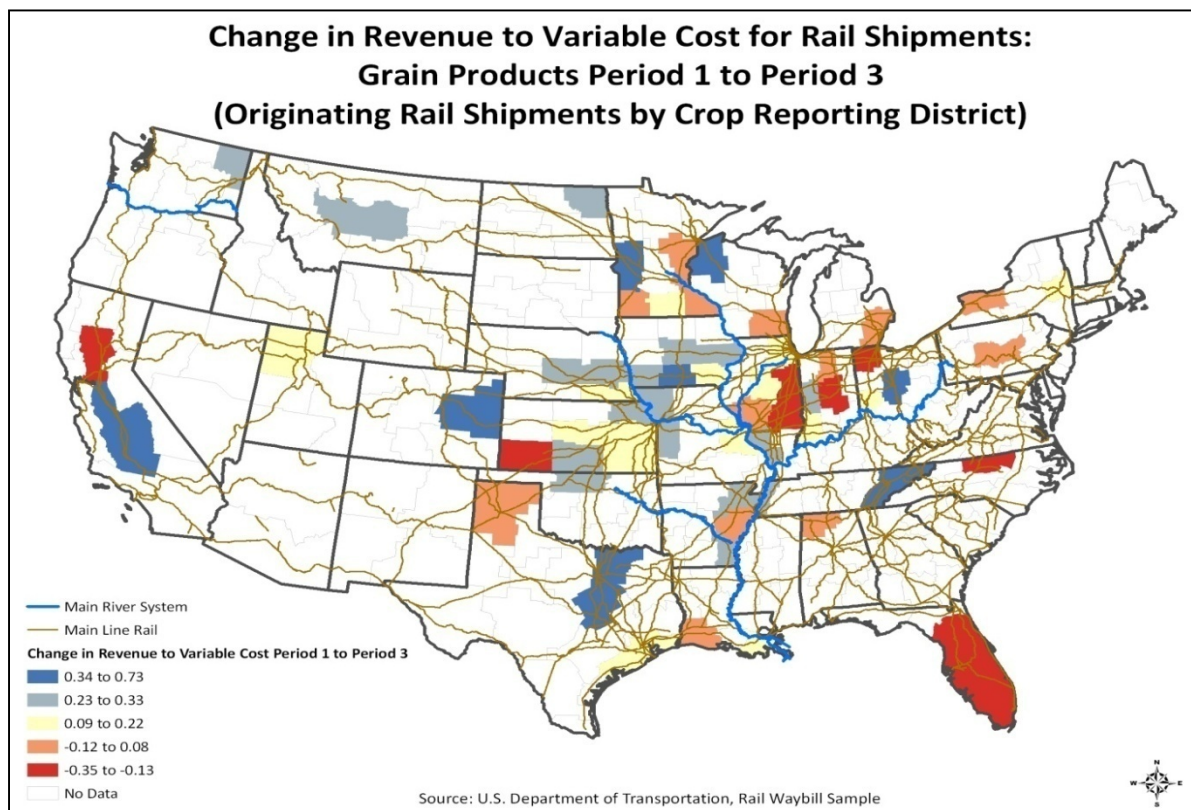 Change in Revenue to Variable Cost for Rail Shipments:
Grain Products Period 1 to Period 3
(Originating Rail Shipments by Crop Reporting District)
Main River System
Main Line Rail
Change in Revenue to Variable Cost Period 1 to Period 3
0.34 to 0.73
0.23 to 0.33
0.09 to 0.22
-0.12 to 0.08
-0.35 to -0.13
No Data
Source: U.S. Department of Transportation, Rail Waybill Sample
N
W
E
S